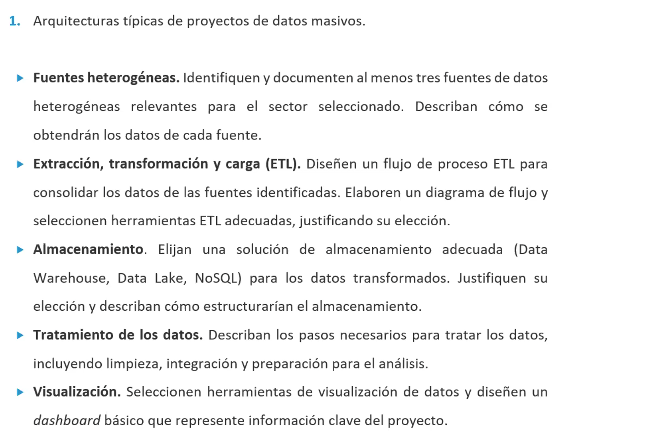 1. Arquitecturas típicas de proyectos de datos masivos.
Fuentes heterogéneas. Identifiquen y documenten al menos tres fuentes de datos
heterogéneas relevantes para el sector seleccionado. Describan cómo se
obtendrán los datos de cada fuente.
Extracción, transformación y carga (ETL). Diseñen un flujo de proceso ETL para
consolidar los datos de las fuentes identificadas. Elaboren un diagrama de flujo y
seleccionen herramientas ETL adecuadas, justificando su elección.
Almacenamiento. Elijan una solución de almacenamiento adecuada (Data
Warehouse, Data Lake, NoSQL) para los datos transformados. Justifiquen su
elección y describan cómo estructurarían el almacenamiento.
Tratamiento de los datos. Describan los pasos necesarios para tratar los datos,
incluyendo limpieza, integración y preparación para el análisis.
Visualización. Seleccionen herramientas de visualización de datos y diseñen un
dashboard básico que represente información clave del proyecto.